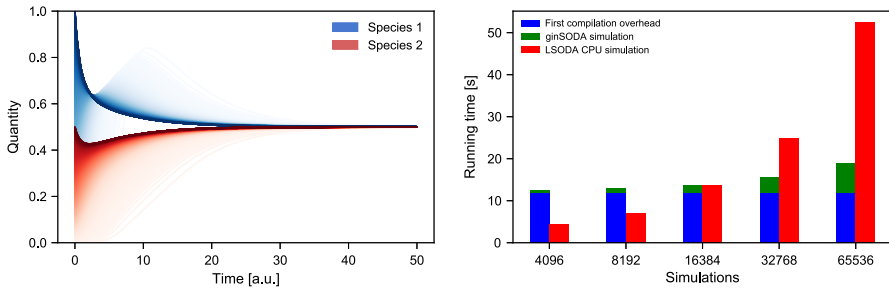 Species 1
Species 2
Quantity
1.0
0.8
0.6
0.4
0.2
0.0
0 10 20 30 40 50
Time [a.u.]
First compilation overhead
ginSODA simulation
LSODA CPU simulation
Running time [s]
50
40
30
20
10
0
4096 8192 16384 32768 65536
Simulations